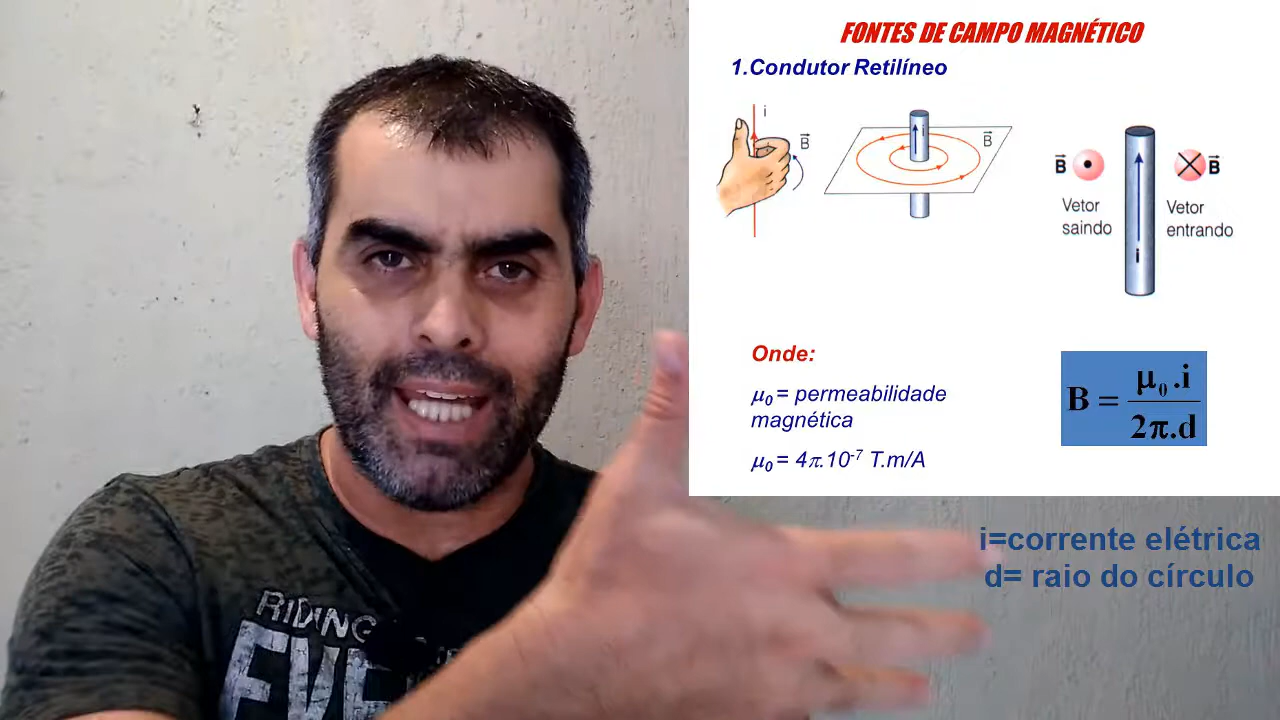 FONTES DE CAMPO MAGNÉTICO
1.Condutor Retilíneo
i
B
B
B
B
Vetor
saindo
Vetor
entrando
i
Onde:
μ₀ = permeabilidade
magnética
μ₀ = 4π.10⁻⁷ T.m/A
B = μ₀.i / 2π.d
i=corrente elétrica
d= raio do círculo
RIDING